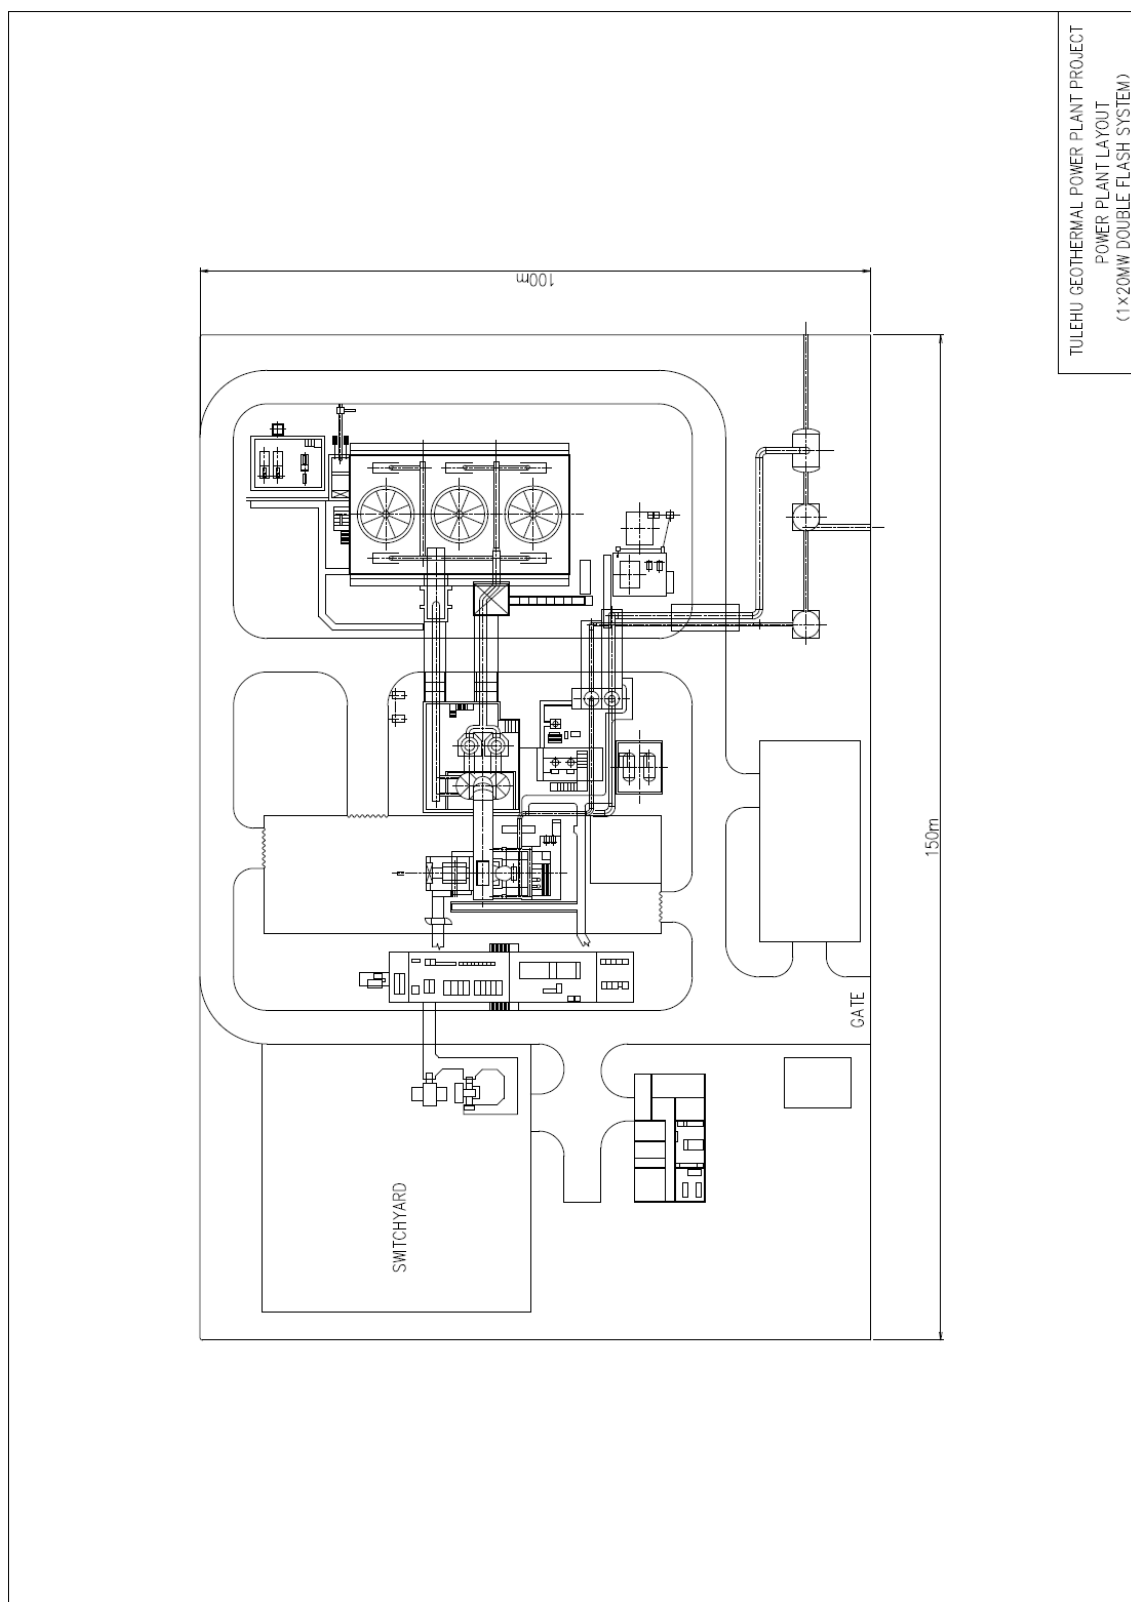 TULEHU GEOTHERMAL POWER PLANT PROJECT
POWER PLANT LAYOUT
(1×20MW DOUBLE FLASH SYSTEM)
100m
150m
GATE
SWITCHYARD